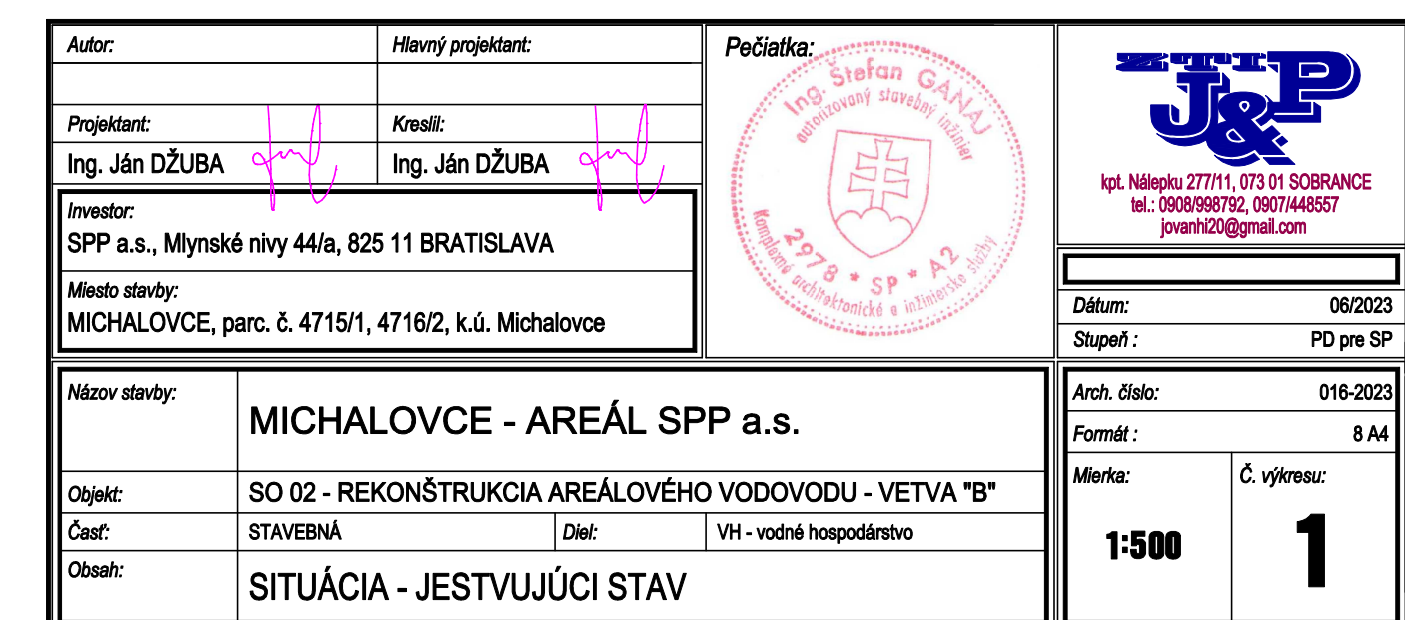 Autor:
Hlavný projektant:
Projektant:
Kreslil:
Ing. Ján DŽUBA
Ing. Ján DŽUBA
Investor:
SPP a.s., Mlynské nivy 44/a, 825 11 BRATISLAVA
Miesto stavby:
MICHALOVCE, parc. č. 4715/1, 4716/2, k.ú. Michalovce
Pečiatka:
Ing. Štefan GANAJ
autorizovaný stavebný inžinier
2978 * SP * A2
Komplexné architektonické a inžinierske služby
ZTI
J&P
kpt. Nálepku 277/11, 073 01 SOBRANCE
tel.: 0908/998792, 0907/448557
jovanhi20@gmail.com
Dátum: 06/2023
Stupeň : PD pre SP
Názov stavby:
MICHALOVCE - AREÁL SPP a.s.
Objekt:
SO 02 - REKONŠTRUKCIA AREÁLOVÉHO VODOVODU - VETVA "B"
Časť:
STAVEBNÁ
Diel:
VH - vodné hospodárstvo
Obsah:
SITUÁCIA - JESTVUJÚCI STAV
Arch. číslo: 016-2023
Formát : 8 A4
Mierka:
1:500
Č. výkresu:
1